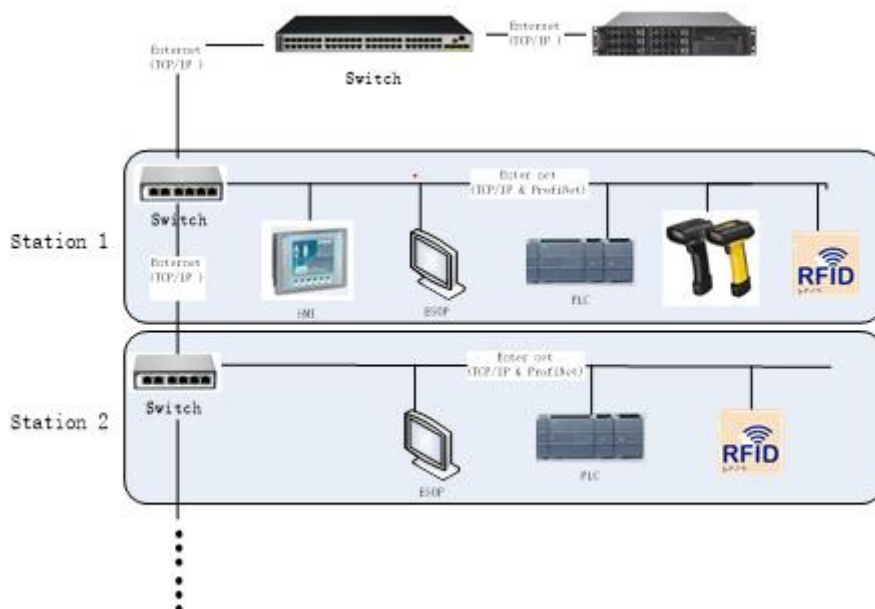 Enternet
(TCP/IP )
Enternet
(TCP/IP )
Switch
Enter net
(TCP/IP & ProfiNet)
Switch
Station 1
Enternet
(TCP/IP )
RFID
HMI
ESOP
PLC
Enter net
(TCP/IP & ProfiNet)
Switch
Station 2
RFID
ESOP
PLC